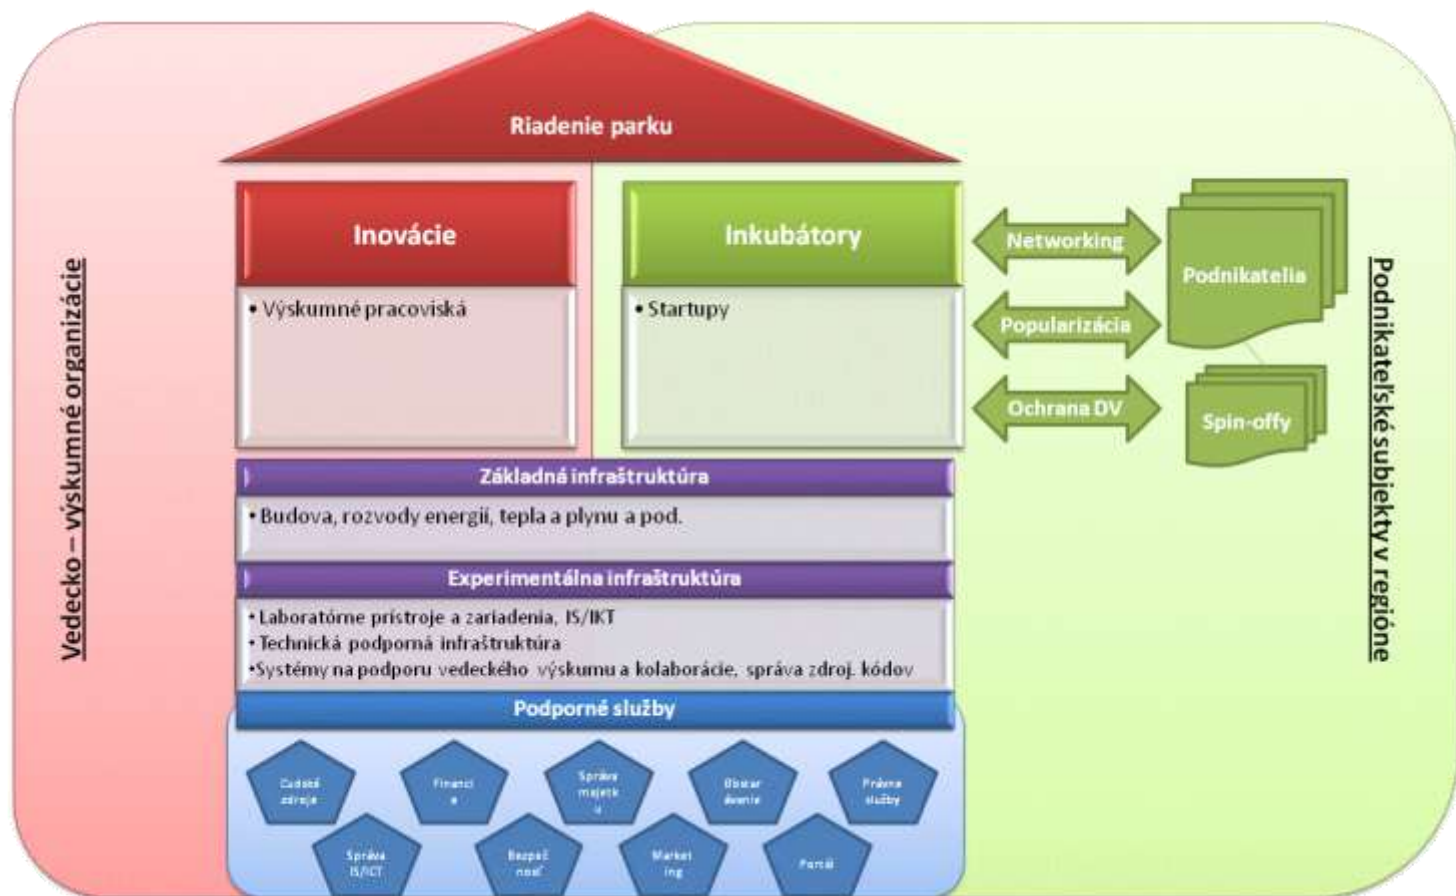 Riadenie parku
Inovácie
Inkubátory
• Výskumné pracoviská
• Startupy
Networking
Popularizácia
Ochrana DV
Podnikatelia
Spin-offy
Vedecko – výskumné organizácie
Podnikateľské subjekty v regióne
Základná infraštruktúra
• Budova, rozvody energií, tepla a plynu a pod.
Experimentálna infraštruktúra
• Laboratórne prístroje a zariadenia, IS/IKT
• Technická podporná infraštruktúra
•Systémy na podporu vedeckého výskumu a kolaborácie, správa zdroj. kódov
Podporné služby
Ľudské
zdroje
Financi
e
Správa
majetk
u
Obstar
ávanie
Právne
služby
Správa
IS/ICT
Bezpeč
nosť
Market
ing
Portál